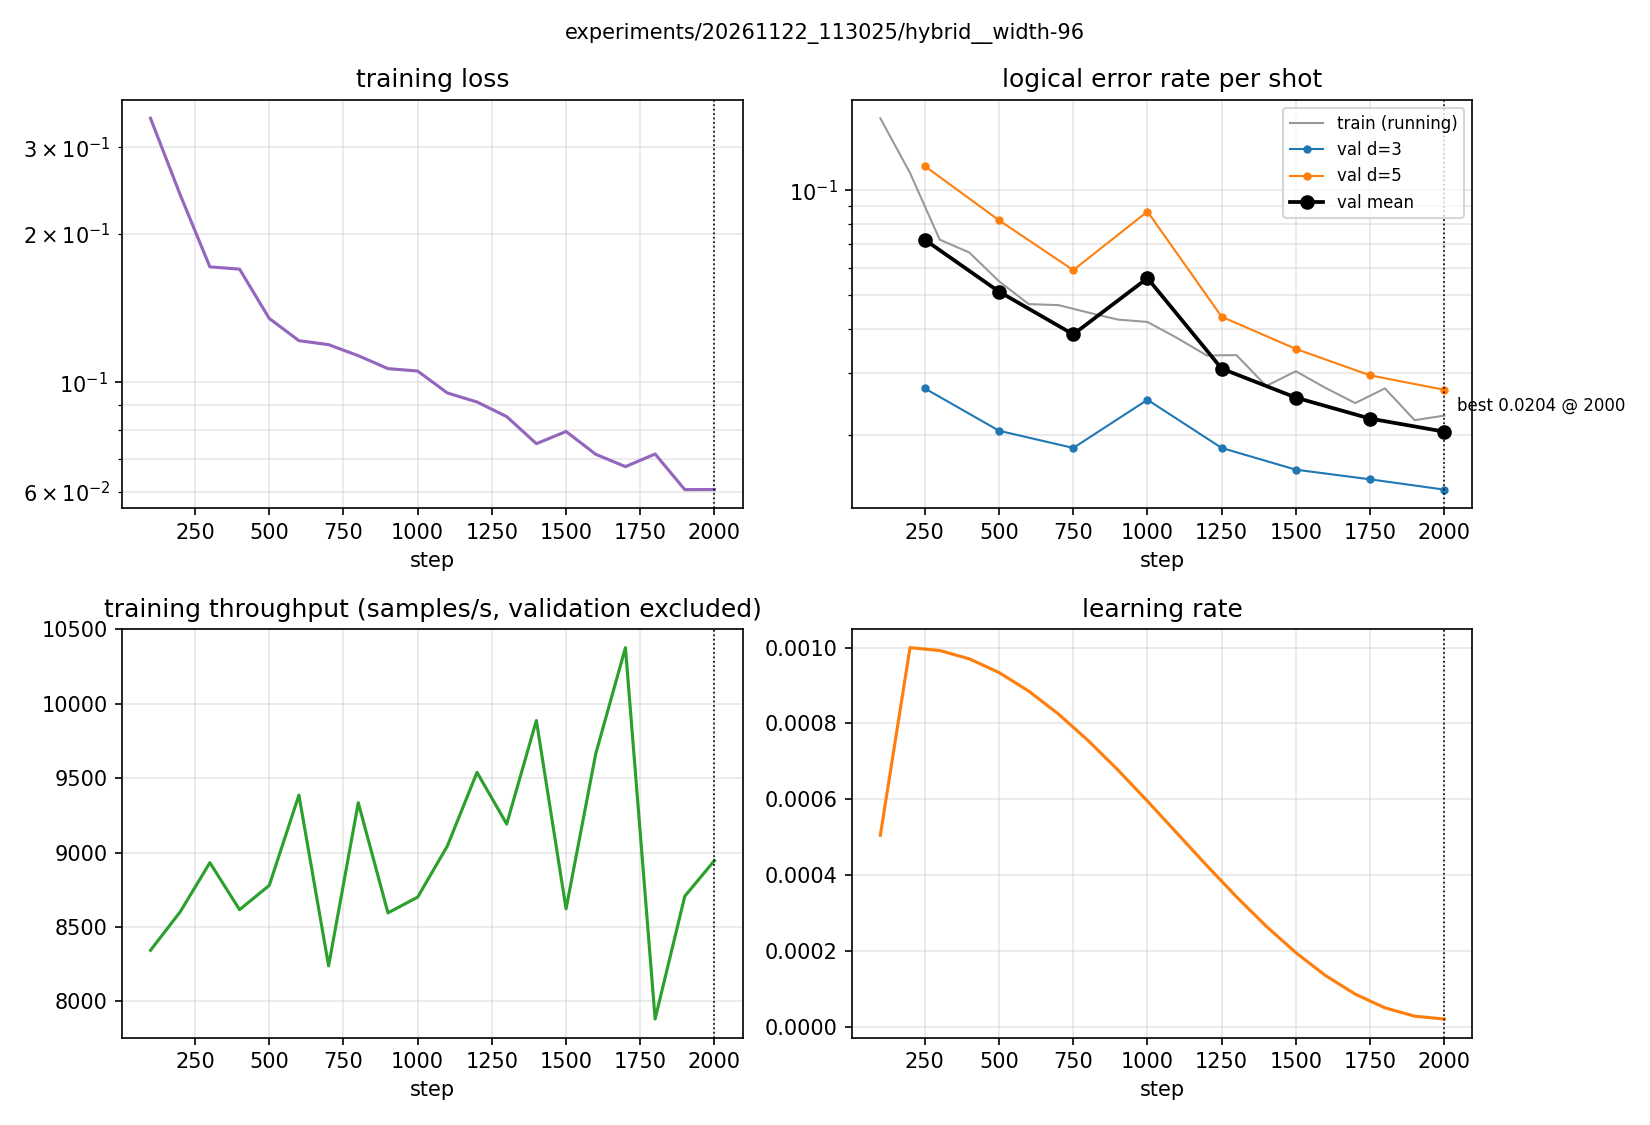 experiments/20261122_113025/hybrid__width-96
training loss
3 × 10⁻¹
2 × 10⁻¹
10⁻¹
6 × 10⁻²
250 500 750 1000 1250 1500 1750 2000
step
logical error rate per shot
10⁻¹
train (running)
val d=3
val d=5
val mean
best 0.0204 @ 2000
250 500 750 1000 1250 1500 1750 2000
step
training throughput (samples/s, validation excluded)
10500
10000
9500
9000
8500
8000
250 500 750 1000 1250 1500 1750 2000
step
learning rate
0.0010
0.0008
0.0006
0.0004
0.0002
0.0000
250 500 750 1000 1250 1500 1750 2000
step